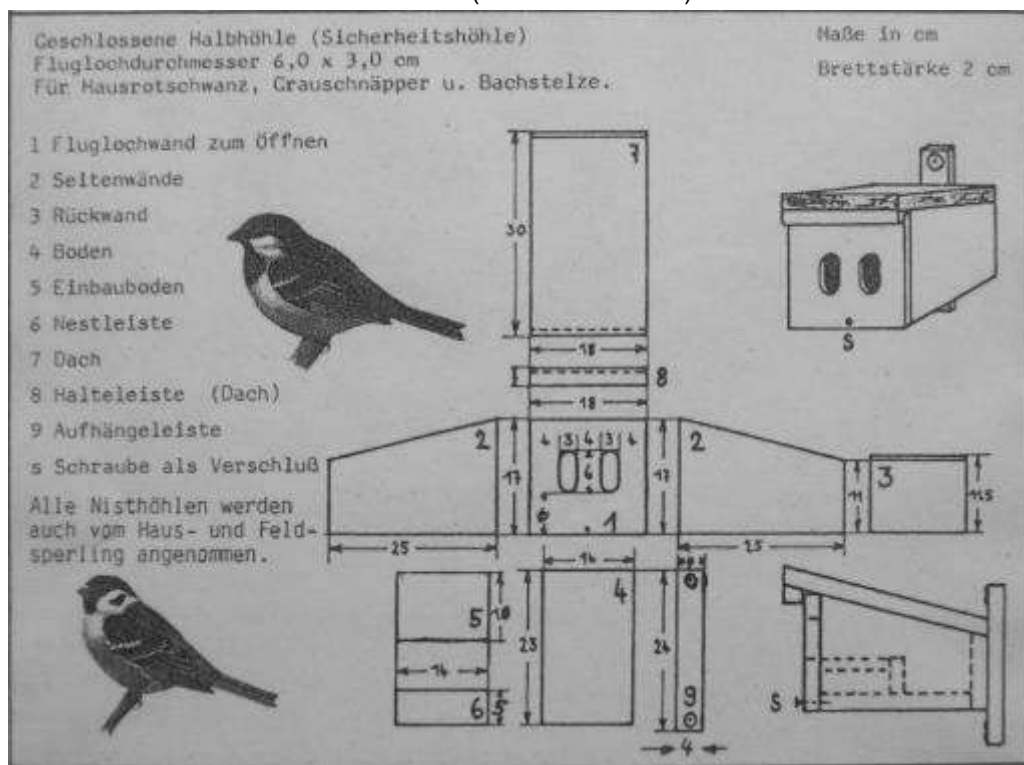 Geschlossene Halbhöhle (Sicherheitshöhle)
Fluglochdurchmesser 6,0 x 3,0 cm
Für Hausrotschwanz, Grauschnäpper u. Bachstelze.
Maße in cm
Brettstärke 2 cm
1 Fluglochwand zum Öffnen
2 Seitenwände
3 Rückwand
4 Boden
5 Einbauboden
6 Nestleiste
7 Dach
8 Halteleiste (Dach)
9 Aufhängeleiste
s Schraube als Verschluß
Alle Nisthöhlen werden
auch vom Haus- und Feld-
sperling angenommen.
7
30
18
8
18
S
2
17
4 3 4 3 4
6
1
17
2
11
3
11.5
25
14
25
5
14
6
5
23
4
24
9
4
S